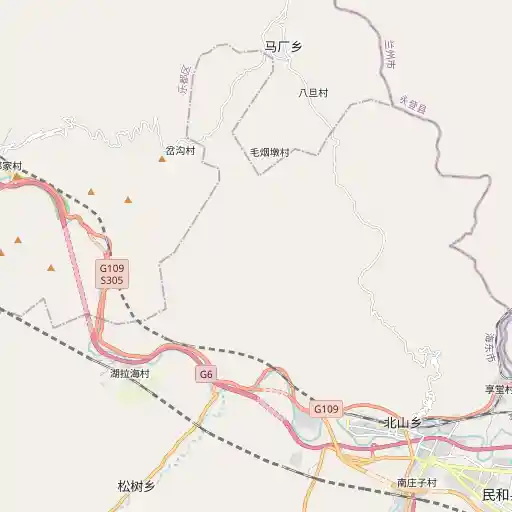 马厂乡
兰州市
乐都区
八旦村
永登县
岔沟村
毛烟墩村
家村
G109
S305
海东市
湖拉海村
G6
享堂村
G109
北山乡
松树乡
南庄子村
民和